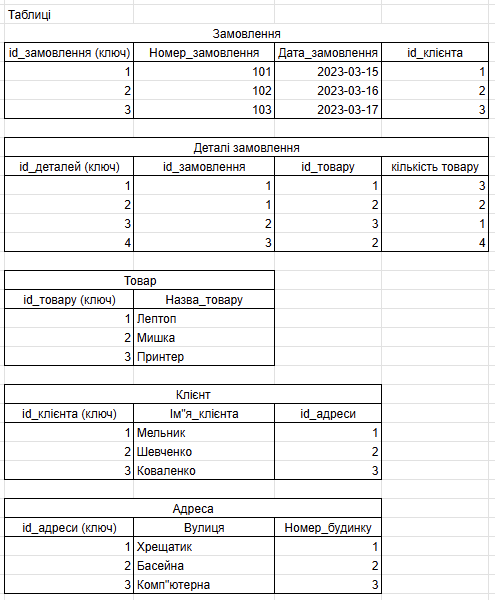 Таблиці
Замовлення
id_замовлення (ключ) Номер_замовлення Дата_замовлення id_клієнта
1 101 2023-03-15 1
2 102 2023-03-16 2
3 103 2023-03-17 3
Деталі замовлення
id_деталей (ключ) id_замовлення id_товару кількість товару
1 1 1 3
2 1 2 2
3 2 3 1
4 3 2 4
Товар
id_товару (ключ) Назва_товару
1 Лептоп
2 Мишка
3 Принтер
Клієнт
id_клієнта (ключ) Ім"я_клієнта id_адреси
1 Мельник 1
2 Шевченко 2
3 Коваленко 3
Адреса
id_адреси (ключ) Вулиця Номер_будинку
1 Хрещатик 1
2 Басейна 2
3 Комп"ютерна 3